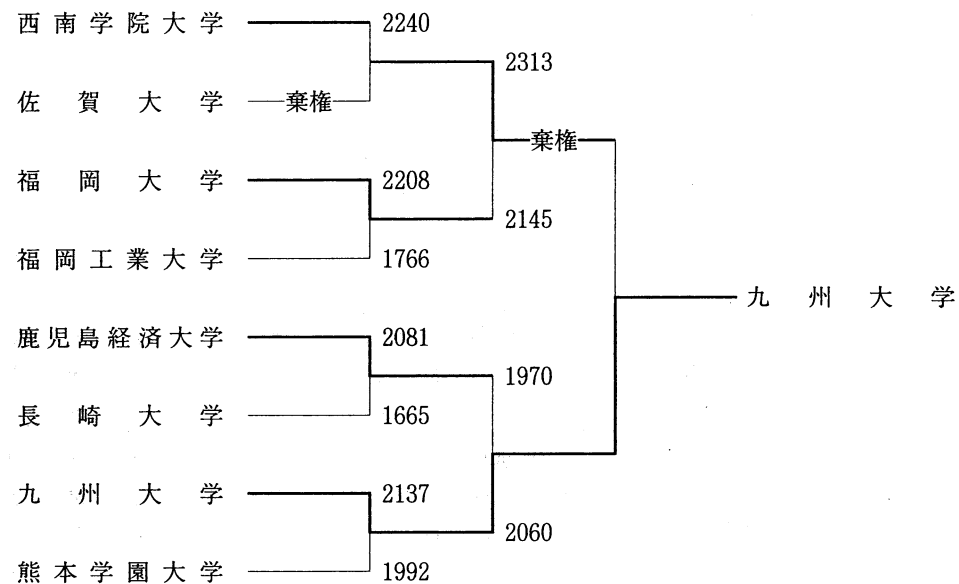 西南学院大学 2240
2313
佐賀大学 棄権
棄権
福岡大学 2208
2145
福岡工業大学 1766
九州大学
鹿児島経済大学 2081
1970
長崎大学 1665
九州大学 2137
2060
熊本学園大学 1992